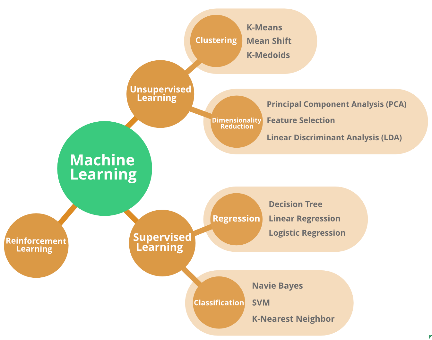 Clustering
K-Means
Mean Shift
K-Medoids
Unsupervised
Learning
Dimensionality
Reduction
Principal Component Analysis (PCA)
Feature Selection
Linear Discriminant Analysis (LDA)
Machine
Learning
Reinforcement
Learning
Supervised
Learning
Regression
Decision Tree
Linear Regression
Logistic Regression
Classification
Navie Bayes
SVM
K-Nearest Neighbor